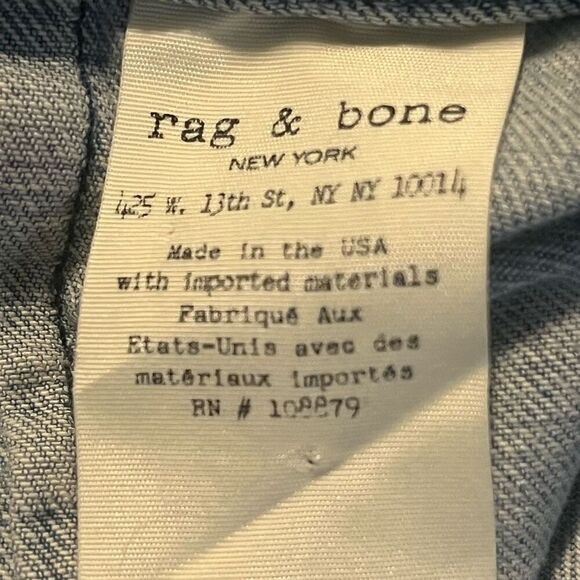 rag & bone
NEW YORK
425 W. 13th St, NY NY 10014
Made in the USA
with imported materials
Fabriqué Aux
Etats-Unis avec des
matériaux importés
RN # 108879